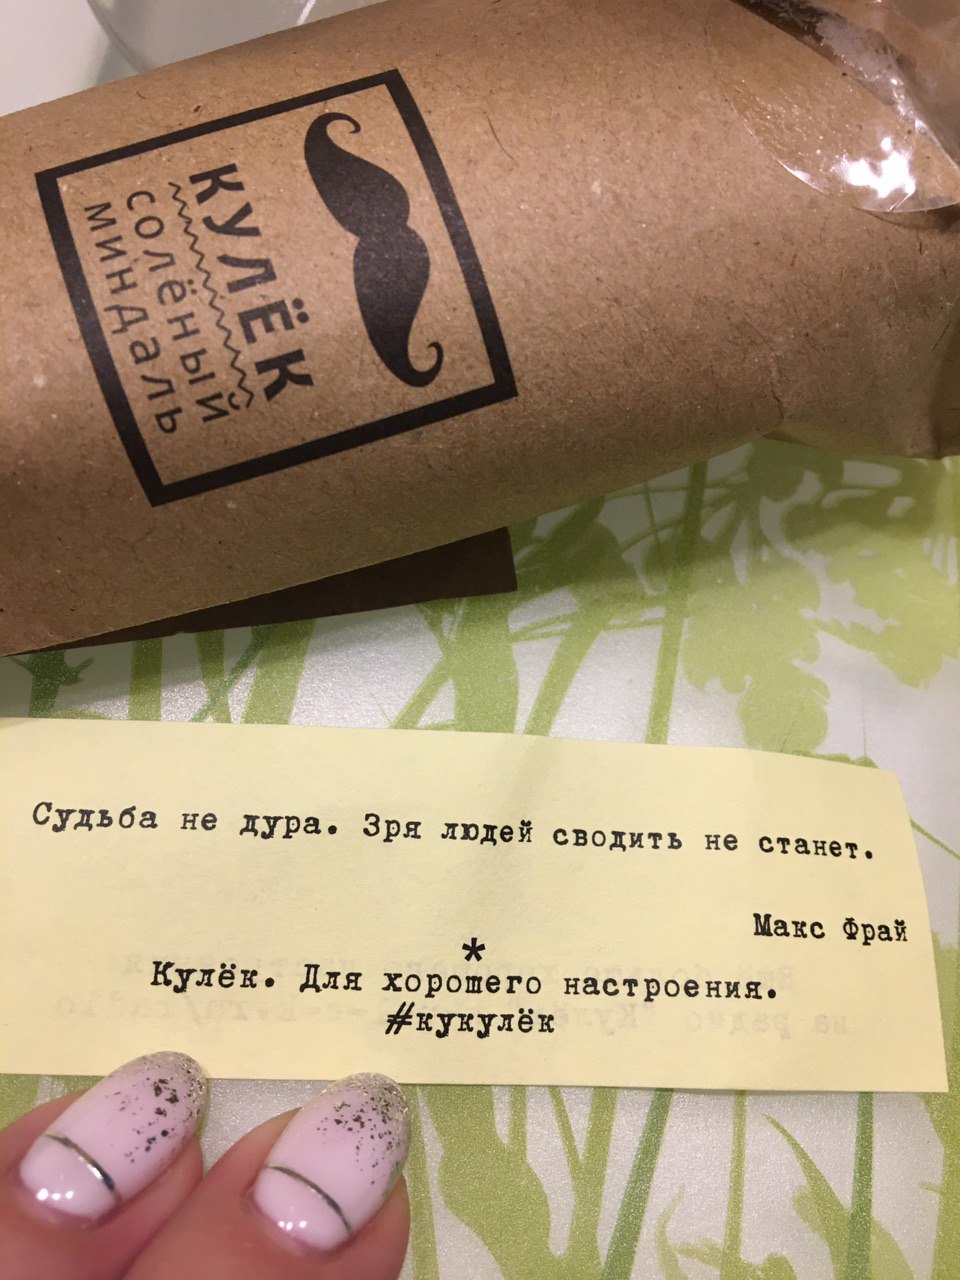 кулёк
солёный
миндаль
Судьба не дура. Зря людей сводить не станет.
Макс Фрай
*
Кулёк. Для хорошего настроения.
#кукулёк